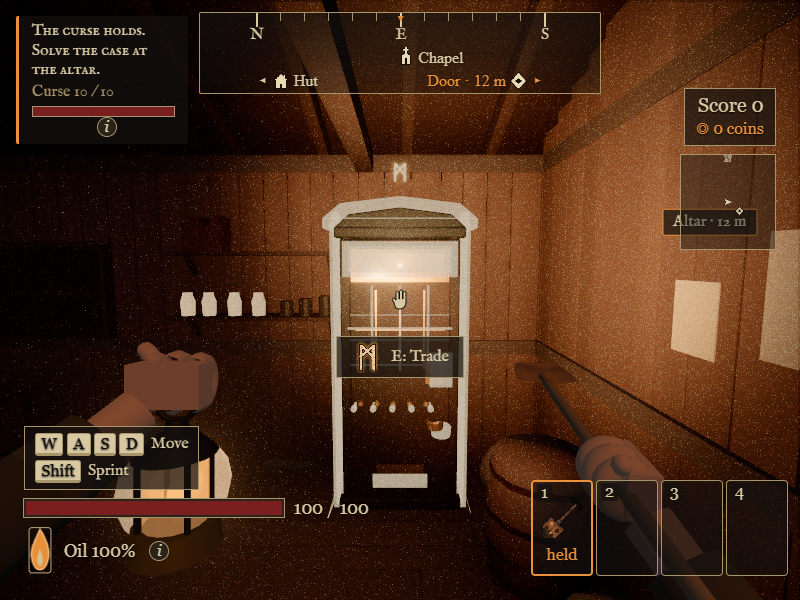 The curse holds.
Solve the case at
the altar.
Curse 10/10
i
N E S
Chapel
Hut
Door · 12 m
Score 0
0 coins
N
Altar · 12 m
ᛗ
ᛗ E: Trade
W A S D Move
Shift Sprint
100 / 100
Oil 100% i
1 2 3 4
held